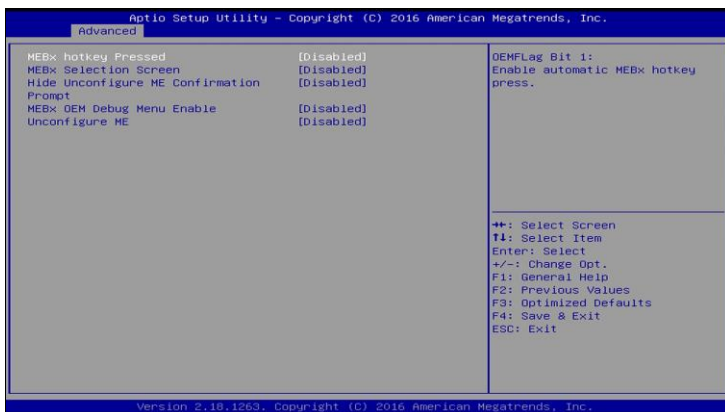 Aptio Setup Utility – Copyright (C) 2016 American Megatrends, Inc.
Advanced
MEBx hotkey Pressed [Disabled]
MEBx Selection Screen [Disabled]
Hide Unconfigure ME Confirmation [Disabled]
Prompt
MEBx OEM Debug Menu Enable [Disabled]
Unconfigure ME [Disabled]
OEMFLag Bit 1:
Enable automatic MEBx hotkey
press.
→←: Select Screen
↑↓: Select Item
Enter: Select
+/-: Change Opt.
F1: General Help
F2: Previous Values
F3: Optimized Defaults
F4: Save & Exit
ESC: Exit
Version 2.18.1263. Copyright (C) 2016 American Megatrends, Inc.